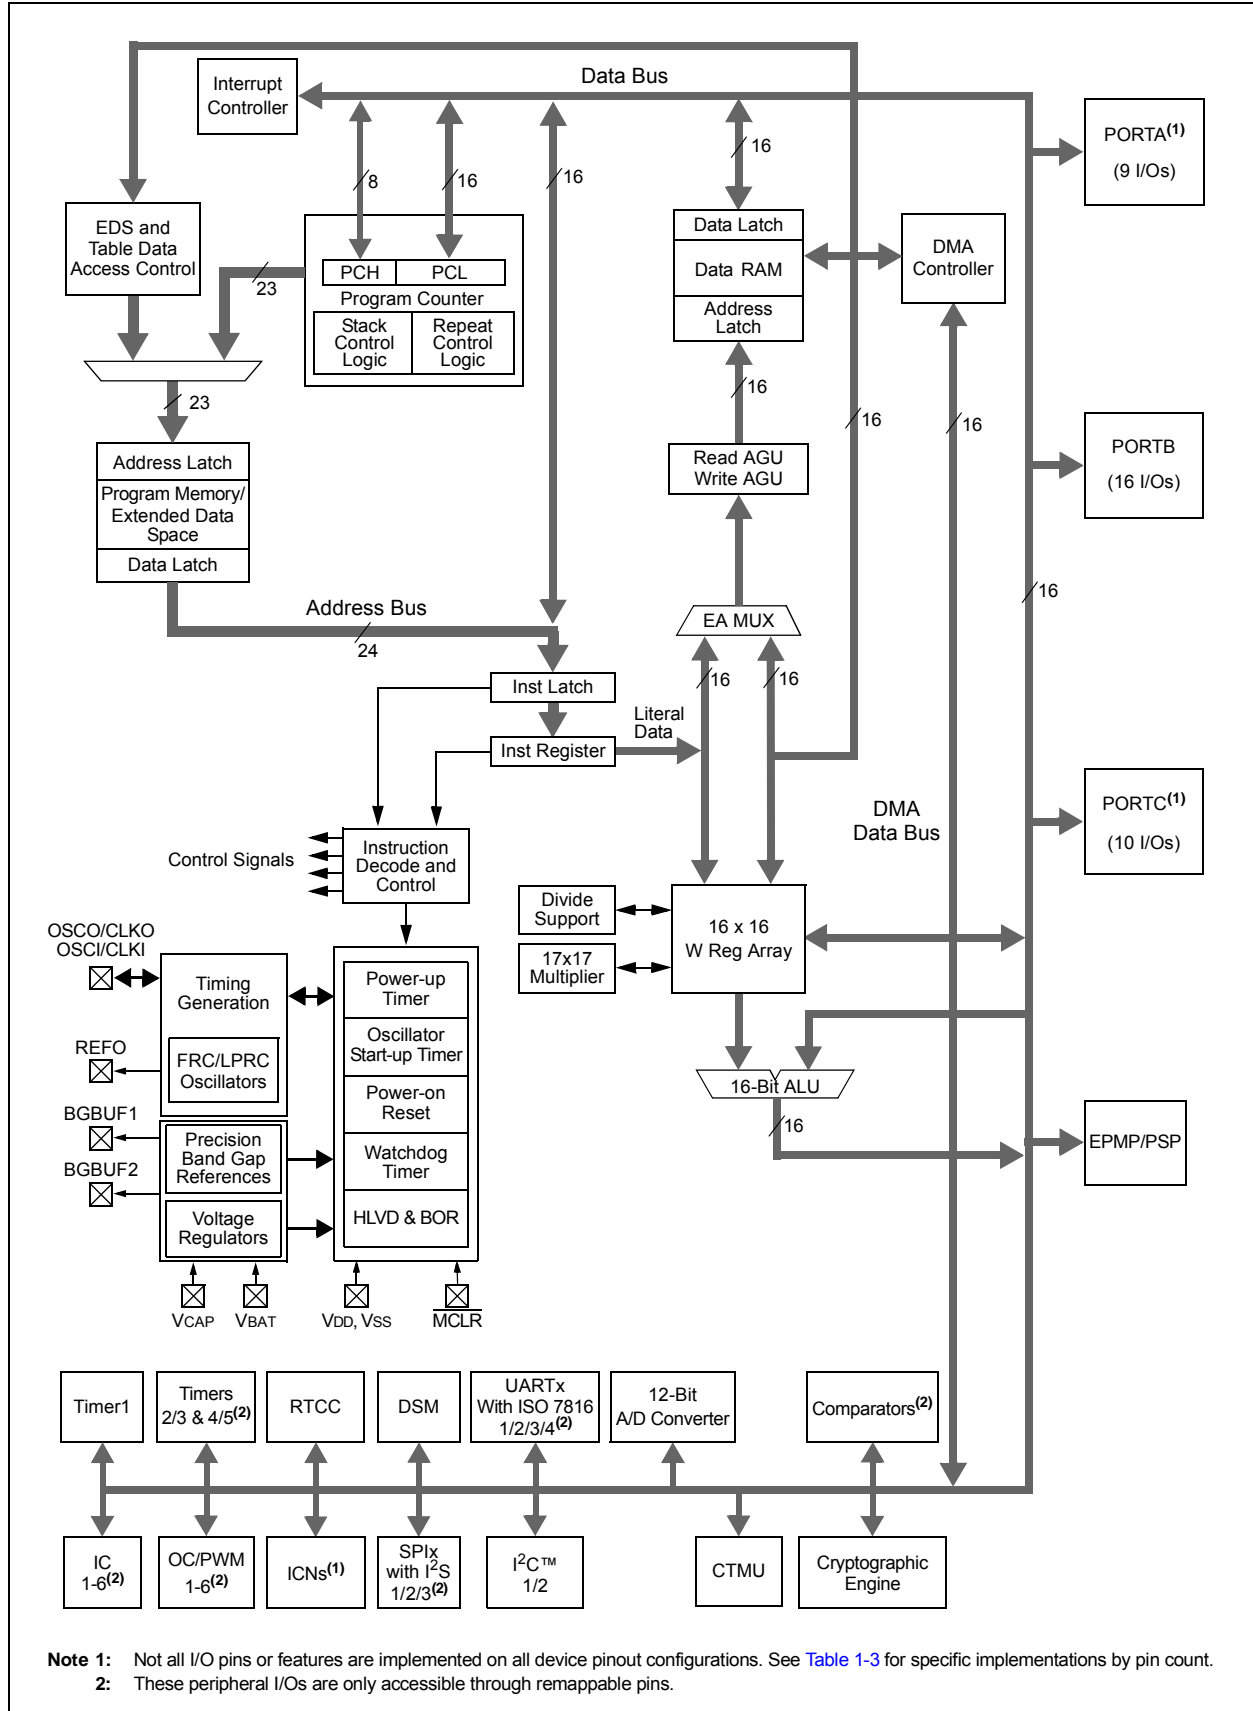 Data Bus
Interrupt
Controller
PORTA(1)
(9 I/Os)
16
8
16
16
EDS and
Table Data
Access Control
Data Latch
Data RAM
Address
Latch
DMA
Controller
23
PCH
PCL
Program Counter
Stack
Control
Logic
Repeat
Control
Logic
23
16
16
16
Address Latch
Program Memory/
Extended Data
Space
Data Latch
Read AGU
Write AGU
PORTB
(16 I/Os)
Address Bus
24
EA MUX
16
16
16
Inst Latch
Inst Register
Literal
Data
PORTC(1)
(10 I/Os)
DMA
Data Bus
Control Signals
Instruction
Decode and
Control
Divide
Support
17x17
Multiplier
16 x 16
W Reg Array
OSCO/CLKO
OSCI/CLKI
Timing
Generation
REFO
FRC/LPRC
Oscillators
Power-up
Timer
Oscillator
Start-up Timer
Power-on
Reset
Watchdog
Timer
HLVD & BOR
16-Bit ALU
16
BGBUF1
BGBUF2
Precision
Band Gap
References
Voltage
Regulators
EPMP/PSP
VCAP
VBAT
VDD, VSS
MCLR
Timer1
Timers
2/3 & 4/5(2)
RTCC
DSM
UARTx
With ISO 7816
1/2/3/4(2)
12-Bit
A/D Converter
Comparators(2)
IC
1-6(2)
OC/PWM
1-6(2)
ICNs(1)
SPIx
with I2S
1/2/3(2)
I2C™
1/2
CTMU
Cryptographic
Engine
Note 1: Not all I/O pins or features are implemented on all device pinout configurations. See Table 1-3 for specific implementations by pin count.
2: These peripheral I/Os are only accessible through remappable pins.